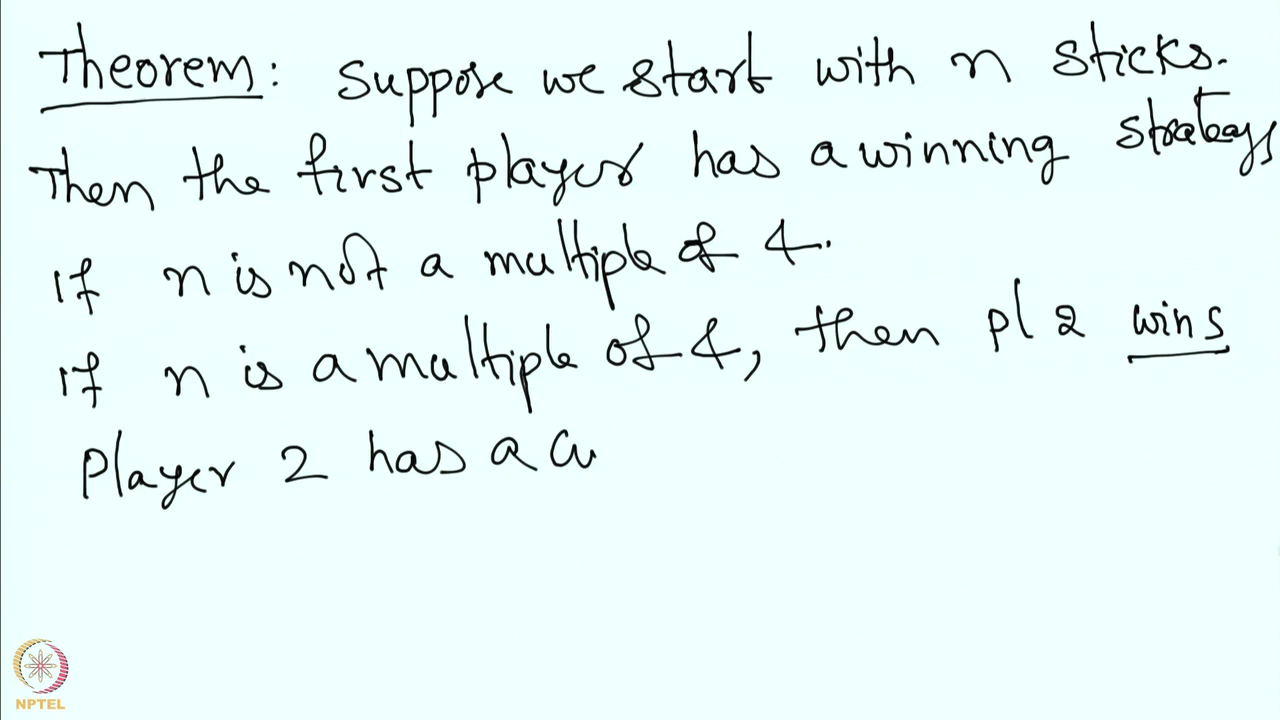 Theorem: Suppose we start with n sticks.
Then the first player has a winning strategy
if n is not a multiple of 4.
if n is a multiple of 4, then pl 2 wins
Player 2 has a w
NPTEL